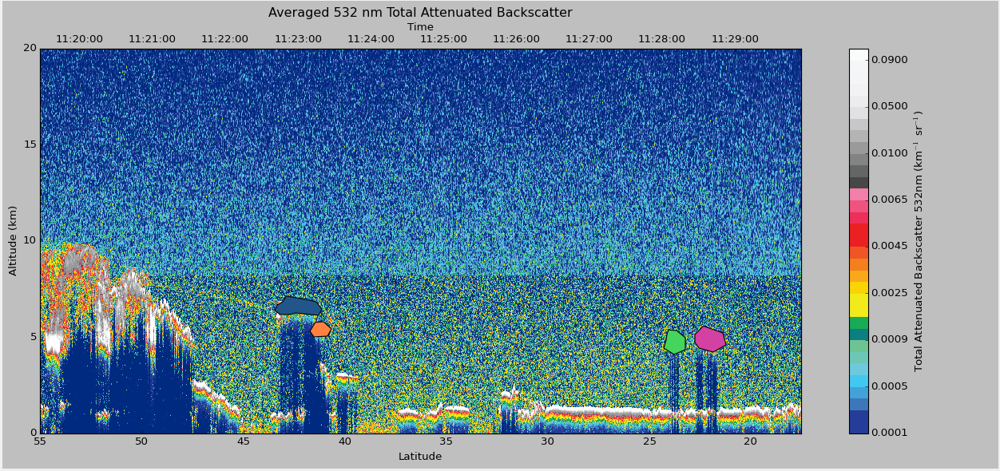 Averaged 532 nm Total Attenuated Backscatter
Time
11:20:00 11:21:00 11:22:00 11:23:00 11:24:00 11:25:00 11:26:00 11:27:00 11:28:00 11:29:00
20
15
10
5
0
Altitude (km)
55 50 45 40 35 30 25 20
Latitude
0.0900
0.0500
0.0100
0.0065
0.0045
0.0025
0.0009
0.0005
0.0001
Total Attenuated Backscatter 532nm (km⁻¹ sr⁻¹)